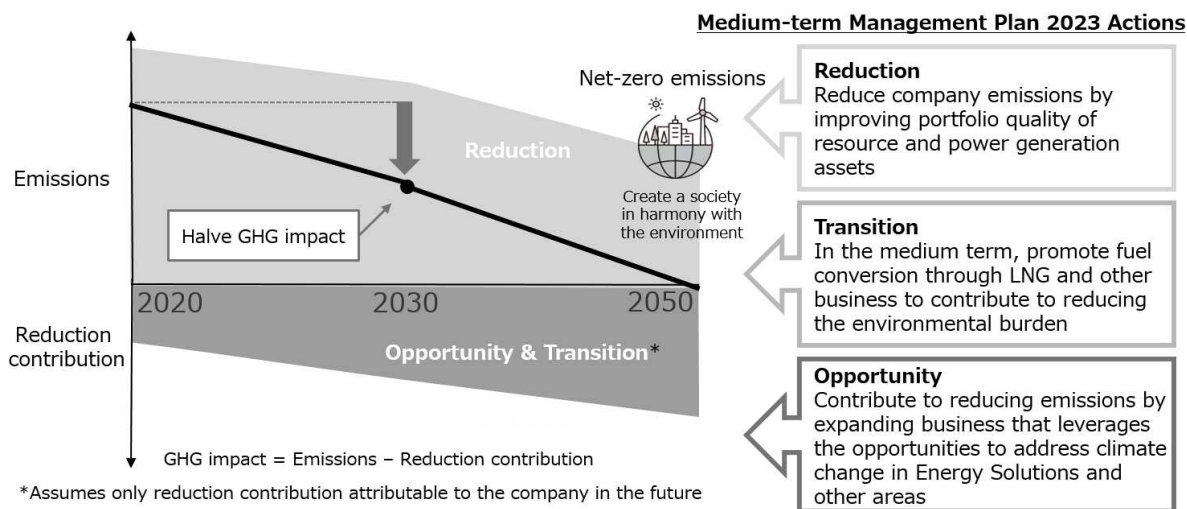 Medium-term Management Plan 2023 Actions
Emissions
Reduction
contribution
Net-zero emissions
Create a society
in harmony with
the environment
Reduction
Halve GHG impact
2020
2030
2050
Opportunity & Transition*
GHG impact = Emissions – Reduction contribution
*Assumes only reduction contribution attributable to the company in the future
Reduction
Reduce company emissions by
improving portfolio quality of
resource and power generation
assets
Transition
In the medium term, promote fuel
conversion through LNG and other
business to contribute to reducing
the environmental burden
Opportunity
Contribute to reducing emissions by
expanding business that leverages
the opportunities to address climate
change in Energy Solutions and
other areas